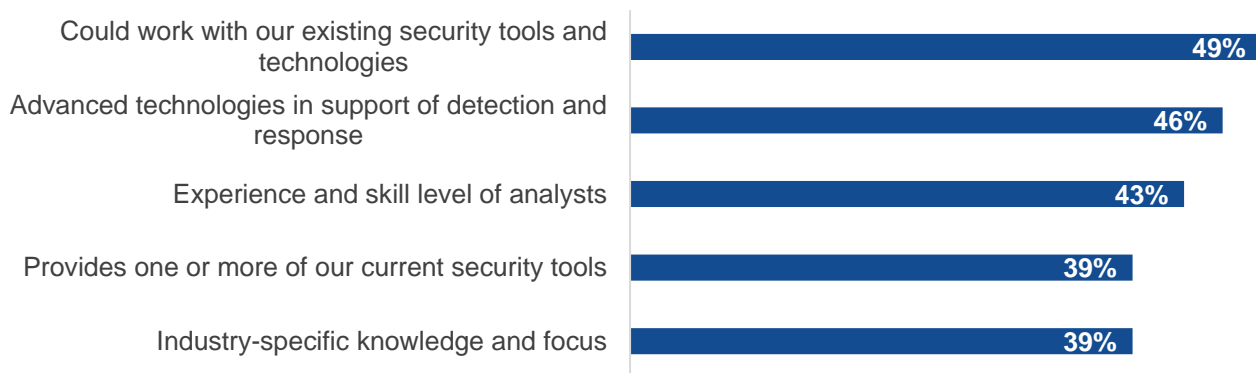 Could work with our existing security tools and
technologies
49%
Advanced technologies in support of detection and
response
46%
Experience and skill level of analysts
43%
Provides one or more of our current security tools
39%
Industry-specific knowledge and focus
39%